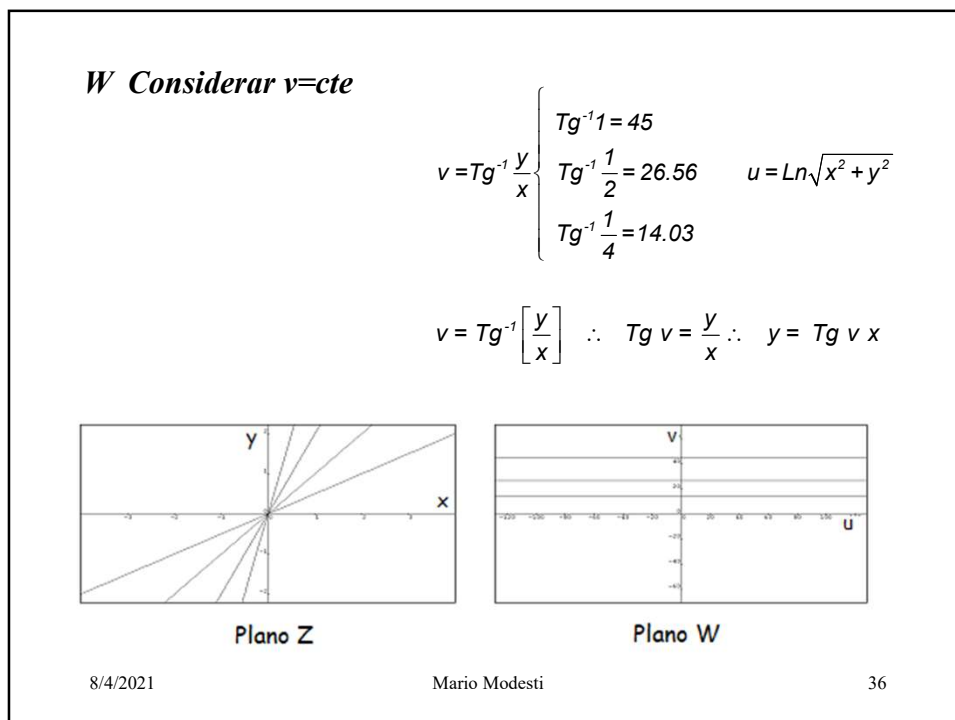 W Considerar v=cte
Tg⁻¹1 = 45
v =Tg⁻¹ y/x { Tg⁻¹ 1/2 = 26.56 u = Ln√(x² + y²)
Tg⁻¹ 1/4 =14.03
v = Tg⁻¹ [y/x] ∴ Tg v = y/x ∴ y = Tg v x
y
x
v
u
Plano Z
Plano W
8/4/2021 Mario Modesti 36